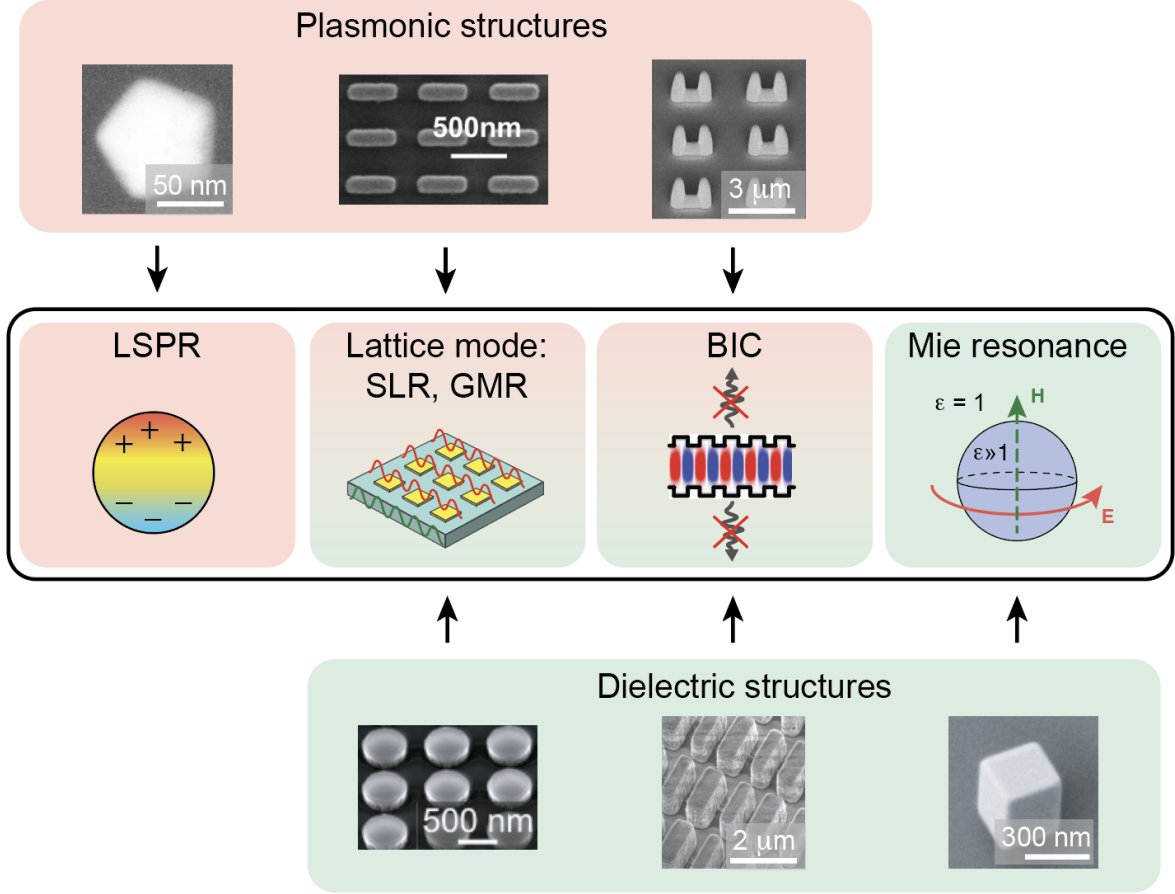 Plasmonic structures
50 nm
500nm
3 μm
LSPR
Lattice mode:
SLR, GMR
BIC
Mie resonance
+ + +
− − −
ε = 1
H
ε»1
E
Dielectric structures
500 nm
2 μm
300 nm